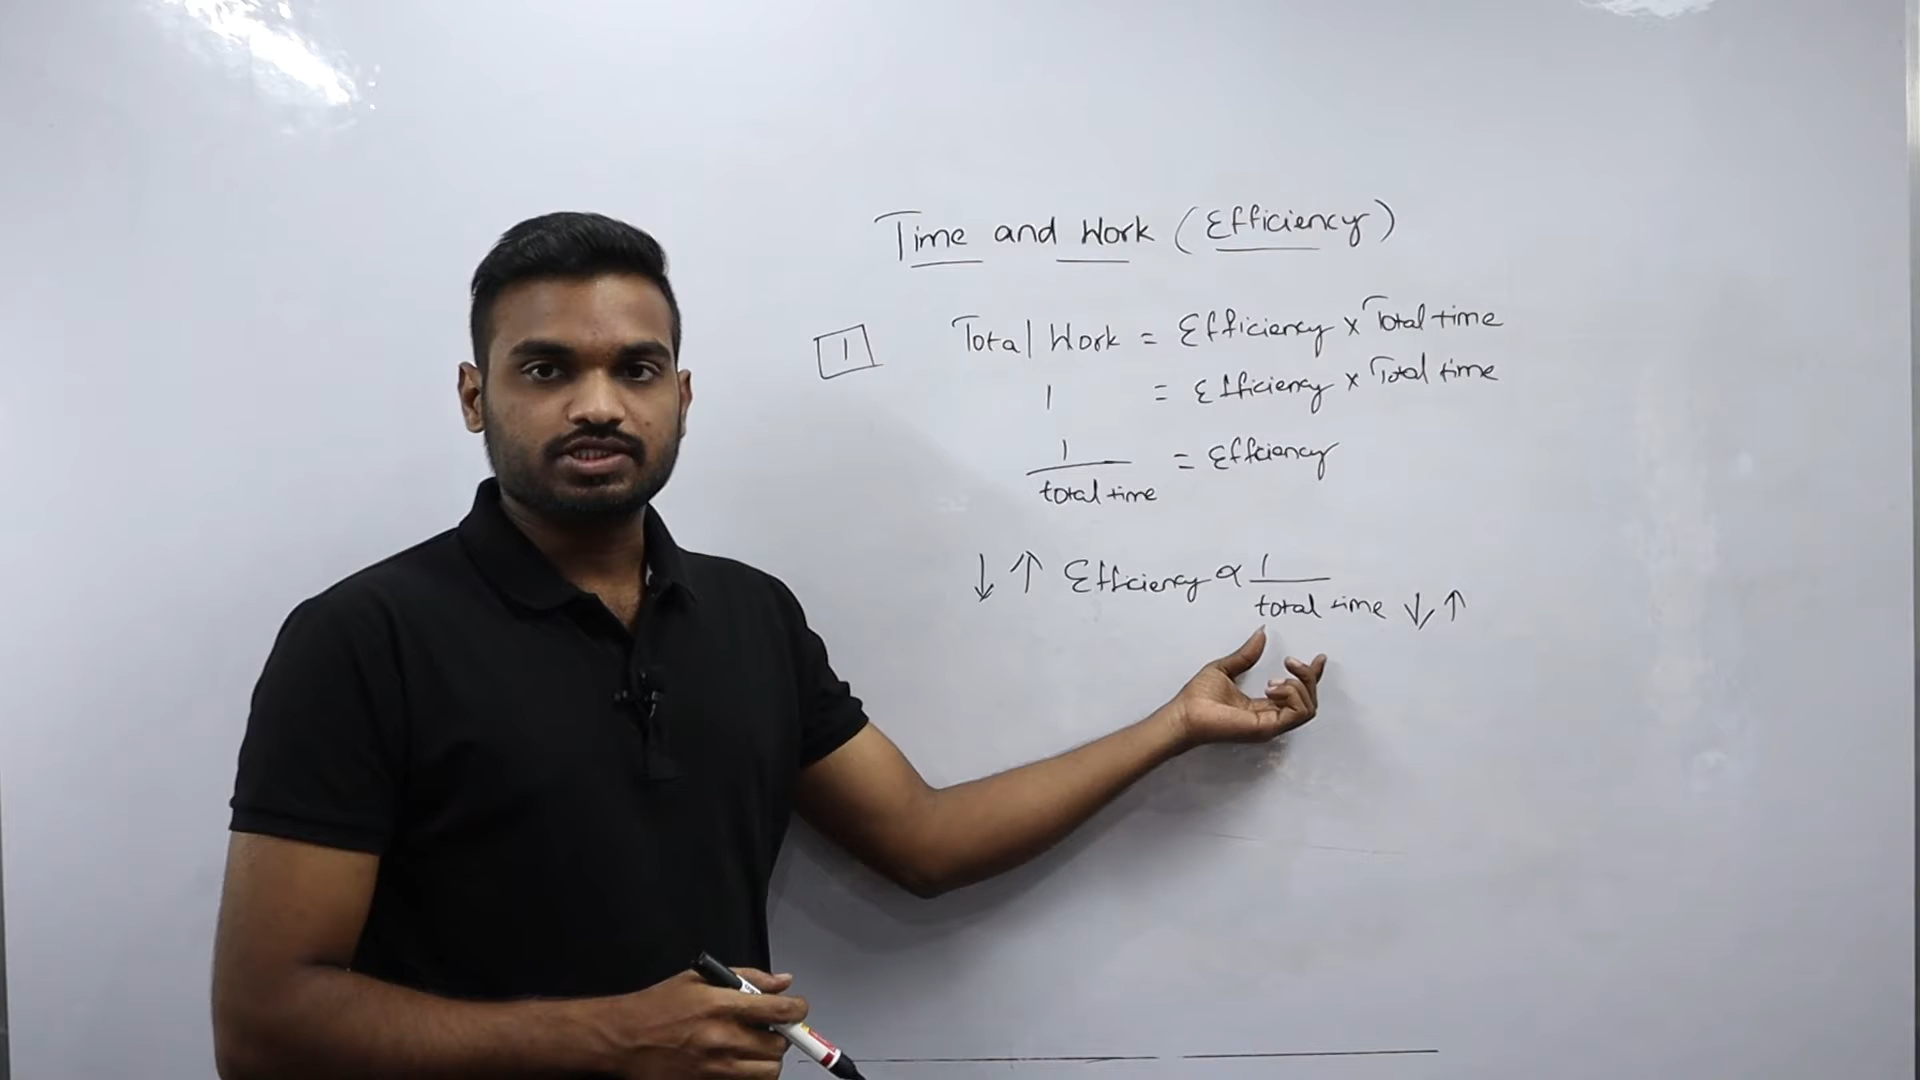 Time and Work (Efficiency)
1
Total Work = Efficiency × Total time
1 = Efficiency × Total time
1/total time = Effciency
↓ ↑ Efficiency ∝ 1/total time ↓ ↑